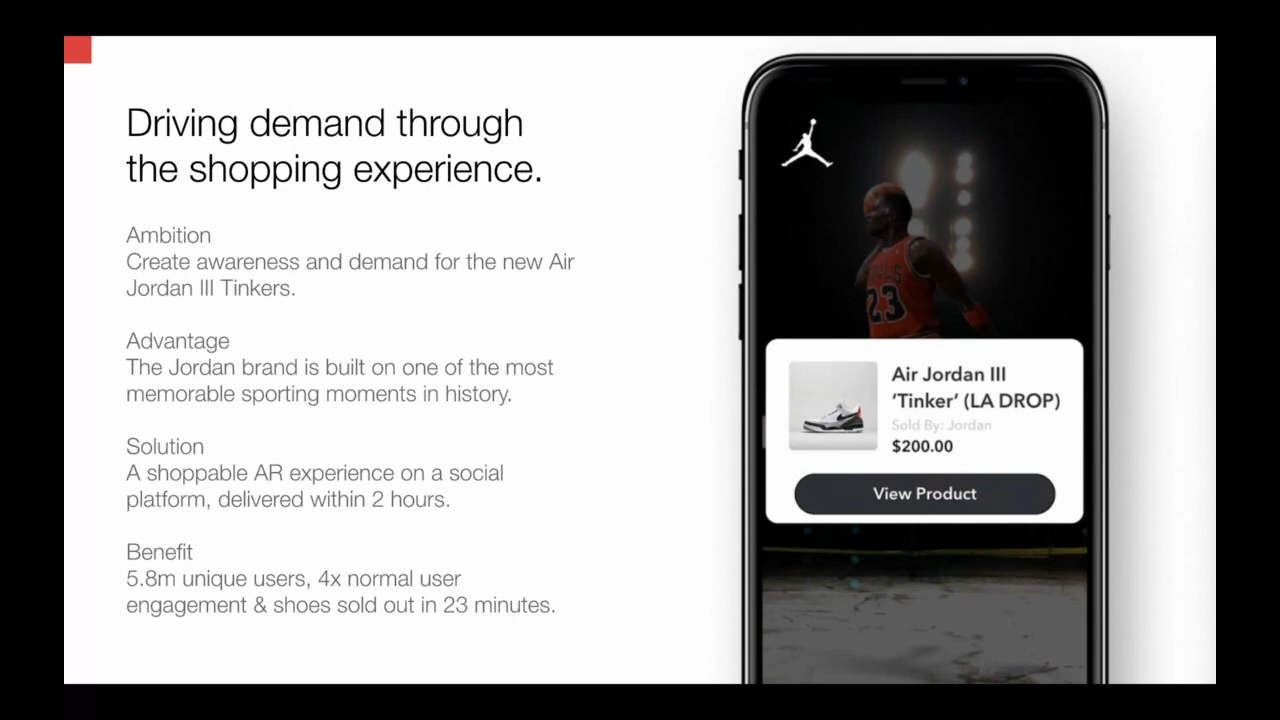 Driving demand through
the shopping experience.
Ambition
Create awareness and demand for the new Air
Jordan III Tinkers.
Advantage
The Jordan brand is built on one of the most
memorable sporting moments in history.
Solution
A shoppable AR experience on a social
platform, delivered within 2 hours.
Benefit
5.8m unique users, 4x normal user
engagement & shoes sold out in 23 minutes.
23
Air Jordan III
‘Tinker’ (LA DROP)
Sold By: Jordan
$200.00
View Product